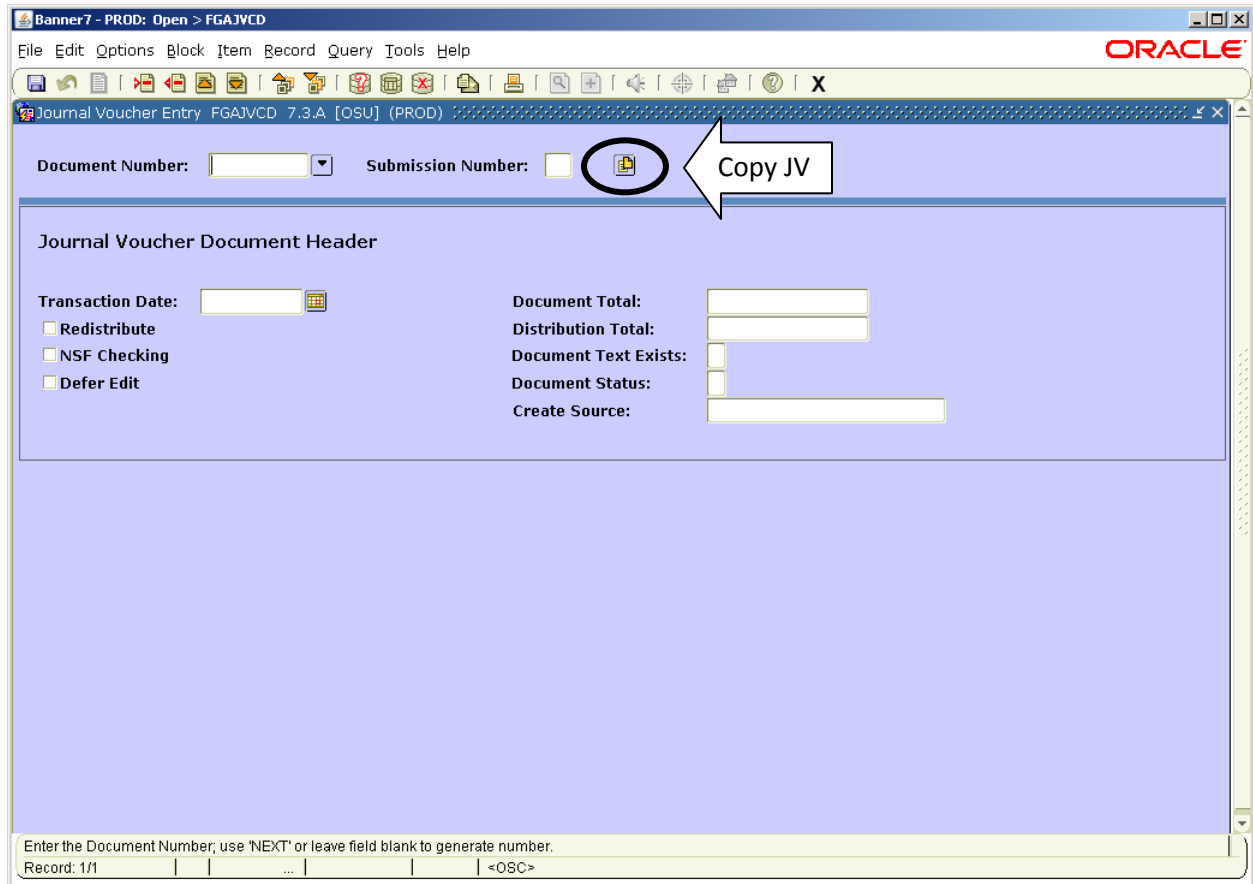 Banner7 - PROD: Open > FGAJVCD
File Edit Options Block Item Record Query Tools Help
ORACLE
X
Journal Voucher Entry FGAJVCD 7.3.A [OSU] (PROD)
Document Number: Submission Number: Copy JV
Journal Voucher Document Header
Transaction Date: Document Total:
Redistribute Distribution Total:
NSF Checking Document Text Exists:
Defer Edit Document Status:
Create Source:
Enter the Document Number; use 'NEXT' or leave field blank to generate number.
Record: 1/1 ... <OSC>